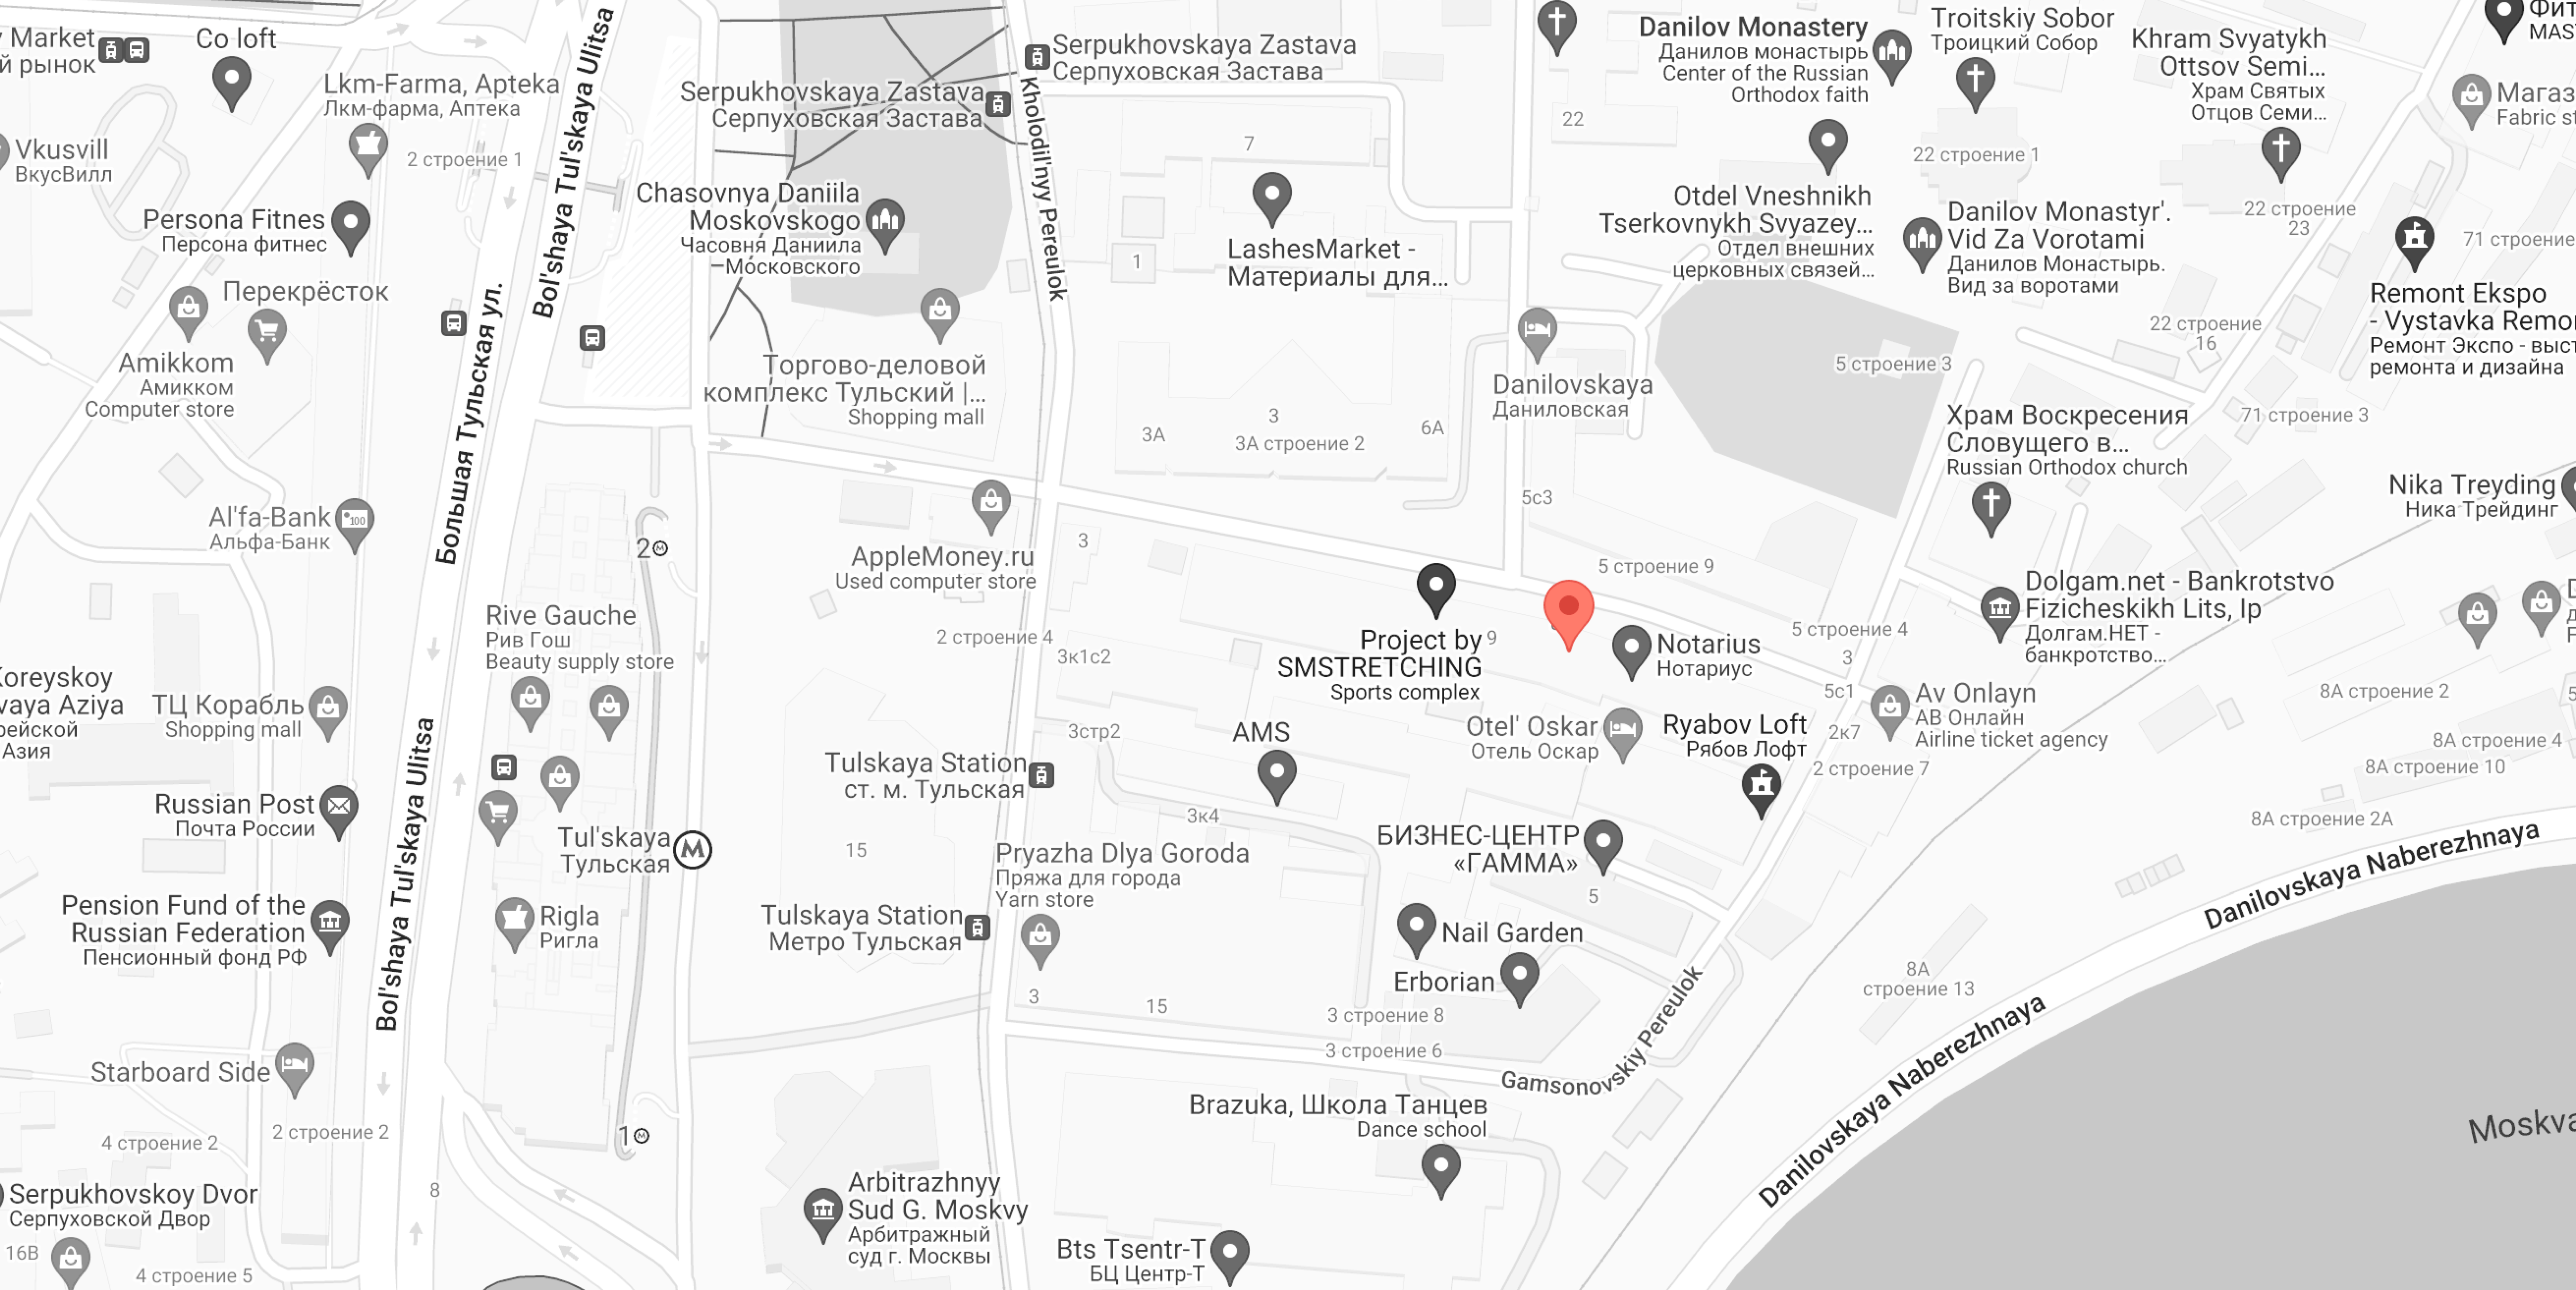 Market
й рынок
Co loft
Bol'shaya Tul'skaya Ulitsa
Serpukhovskaya Zastava
Серпуховская Застава
Danilov Monastery
Данилов монастырь
Center of the Russian
Orthodox faith
Troitskiy Sobor
Троицкий Собор
Khram Svyatykh
Ottsov Semi...
Храм Святых
Отцов Семи...
Фит
MAS
Lkm-Farma, Apteka
Лкм-фарма, Аптека
Serpukhovskaya Zastava
Серпуховская Застава
Kholodil'nyy Pereulok
22
Магаз
Fabric st
Vkusvill
ВкусВилл
2 строение 1
7
22 строение 1
Persona Fitnes
Персона фитнес
Chasovnya Daniila
Moskovskogo
Часовня Даниила
Московского
1
LashesMarket -
Материалы для...
Otdel Vneshnikh
Tserkovnykh Svyazey...
Отдел внешних
церковных связей...
Danilov Monastyr'.
Vid Za Vorotami
Данилов Монастырь.
Вид за воротами
22 строение
23
71 строение
Перекрёсток
Remont Ekspo
- Vystavka Remo
Ремонт Экспо - выст
ремонта и дизайна
22 строение
16
Amikkom
Амикком
Computer store
Большая Тульская ул.
Торгово-деловой
комплекс Тульский |...
Shopping mall
3А
3
3А строение 2
6А
Danilovskaya
Даниловская
5 строение 3
71 строение 3
Храм Воскресения
Словущего в...
Russian Orthodox church
5с3
Nika Treyding
Ника Трейдинг
Al'fa-Bank
Альфа-Банк
100
2
М
AppleMoney.ru
Used computer store
3
5 строение 9
Dolgam.net - Bankrotstvo
Fizicheskikh Lits, Ip
Долгам.НЕТ -
банкротство...
Rive Gauche
Рив Гош
Beauty supply store
2 строение 4
3к1с2
Project by
SMSTRETCHING
Sports complex
9
Notarius
Нотариус
5 строение 4
3
5с1
2к7
2 строение 7
Av Onlayn
АВ Онлайн
Airline ticket agency
8А строение 2
8А строение 4
8А строение 10
8А строение 2А
Koreyskoy
vaya Aziya
рейской
Азия
ТЦ Корабль
Shopping mall
3стр2
AMS
Otel' Oskar
Отель Оскар
Ryabov Loft
Рябов Лофт
Tulskaya Station
ст. м. Тульская
Bol'shaya Tul'skaya Ulitsa
Russian Post
Почта России
Tul'skaya
Тульская
М
15
3к4
БИЗНЕС-ЦЕНТР
«ГАММА»
5
Pryazha Dlya Goroda
Пряжа для города
Yarn store
Danilovskaya Naberezhnaya
Pension Fund of the
Russian Federation
Пенсионный фонд РФ
Rigla
Ригла
Tulskaya Station
Метро Тульская
Nail Garden
Erborian
8А
строение 13
3
15
3 строение 8
3 строение 6
Gamsonovskiy Pereulok
Danilovskaya Naberezhnaya
Starboard Side
4 строение 2
2 строение 2
1
М
Brazuka, Школа Танцев
Dance school
Moskva
Serpukhovskoy Dvor
Серпуховской Двор
8
Arbitrazhnyy
Sud G. Moskvy
Арбитражный
суд г. Москвы
16В
4 строение 5
Bts Tsentr-T
БЦ Центр-Т